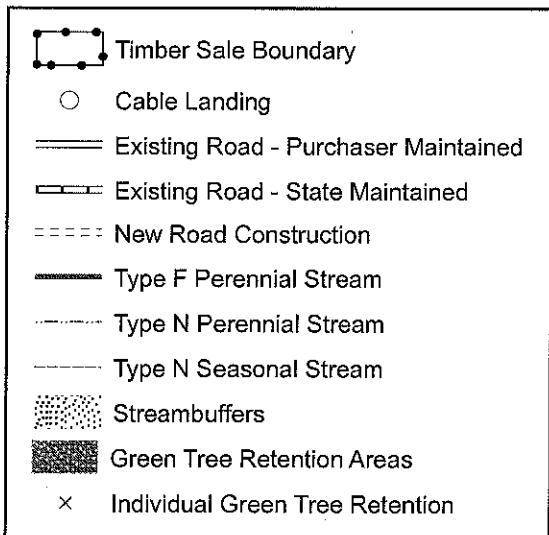 Timber Sale Boundary
Cable Landing
Existing Road - Purchaser Maintained
Existing Road - State Maintained
New Road Construction
Type F Perennial Stream
Type N Perennial Stream
Type N Seasonal Stream
Streambuffers
Green Tree Retention Areas
Individual Green Tree Retention